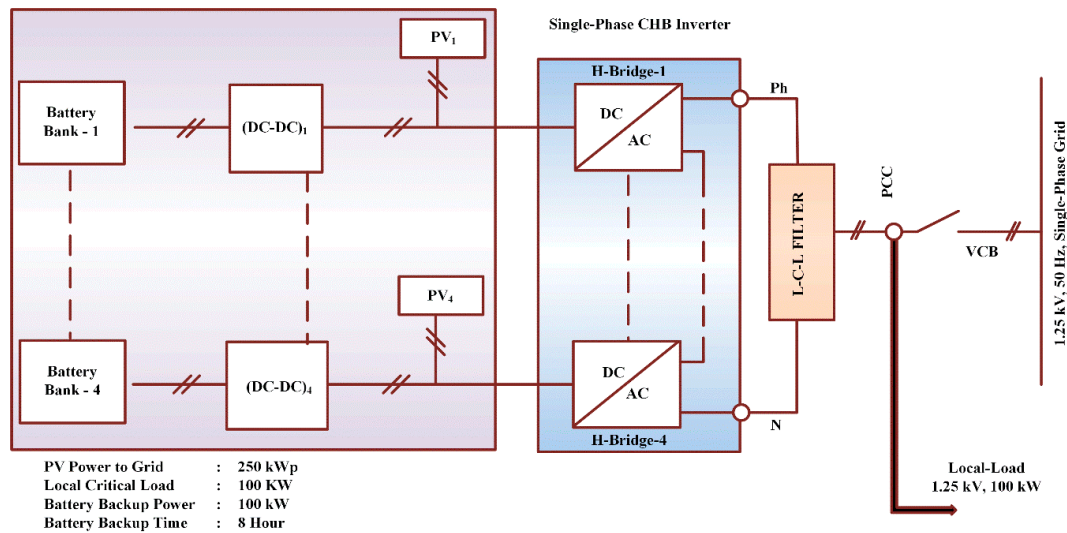 Single-Phase CHB Inverter
PV1
H-Bridge-1
Battery
Bank - 1
(DC-DC)1
DC
AC
Ph
L-C-L FILTER
PCC
VCB
1.25 kV, 50 Hz, Single-Phase Grid
PV4
Battery
Bank - 4
(DC-DC)4
DC
AC
N
H-Bridge-4
PV Power to Grid : 250 kWp
Local Critical Load : 100 KW
Battery Backup Power : 100 kW
Battery Backup Time : 8 Hour
Local-Load
1.25 kV, 100 kW